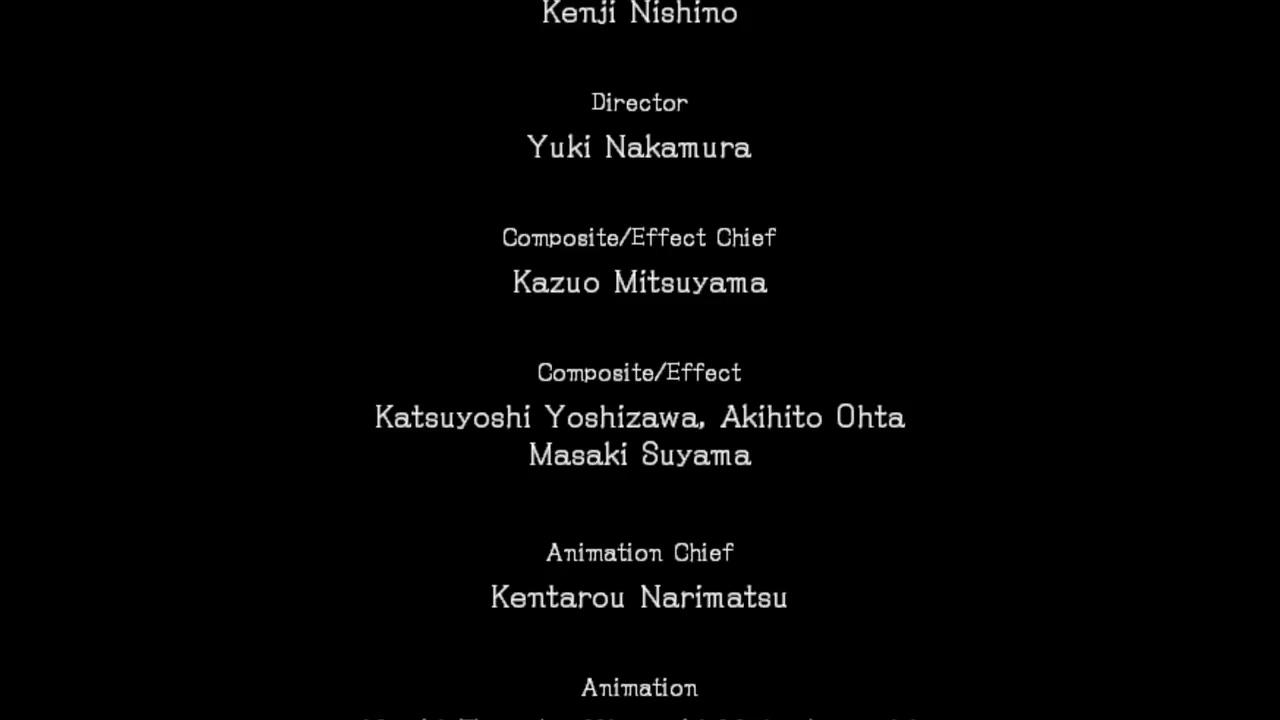 Kenji Nishino
Director
Yuki Nakamura
Composite/Effect Chief
Kazuo Mitsuyama
Composite/Effect
Katsuyoshi Yoshizawa, Akihito Ohta
Masaki Suyama
Animation Chief
Kentarou Narimatsu
Animation